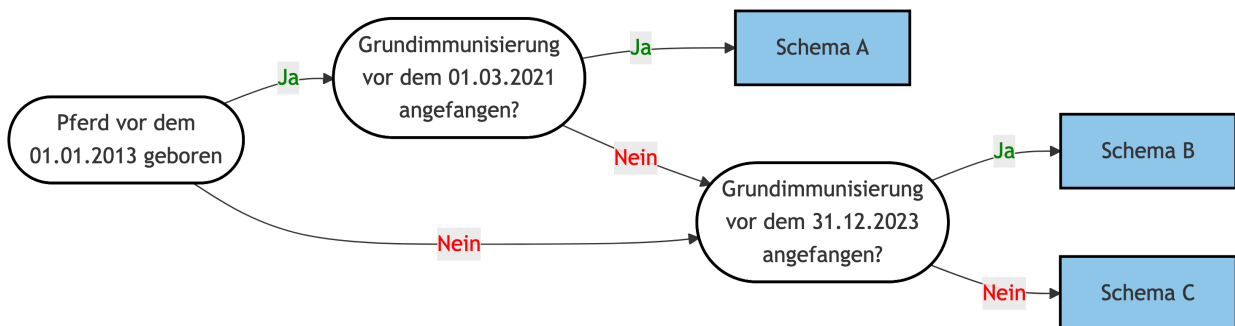 Pferd vor dem
01.01.2013 geboren
Ja
Grundimmunisierung
vor dem 01.03.2021
angefangen?
Ja
Schema A
Nein
Nein
Grundimmunisierung
vor dem 31.12.2023
angefangen?
Ja
Schema B
Nein
Schema C